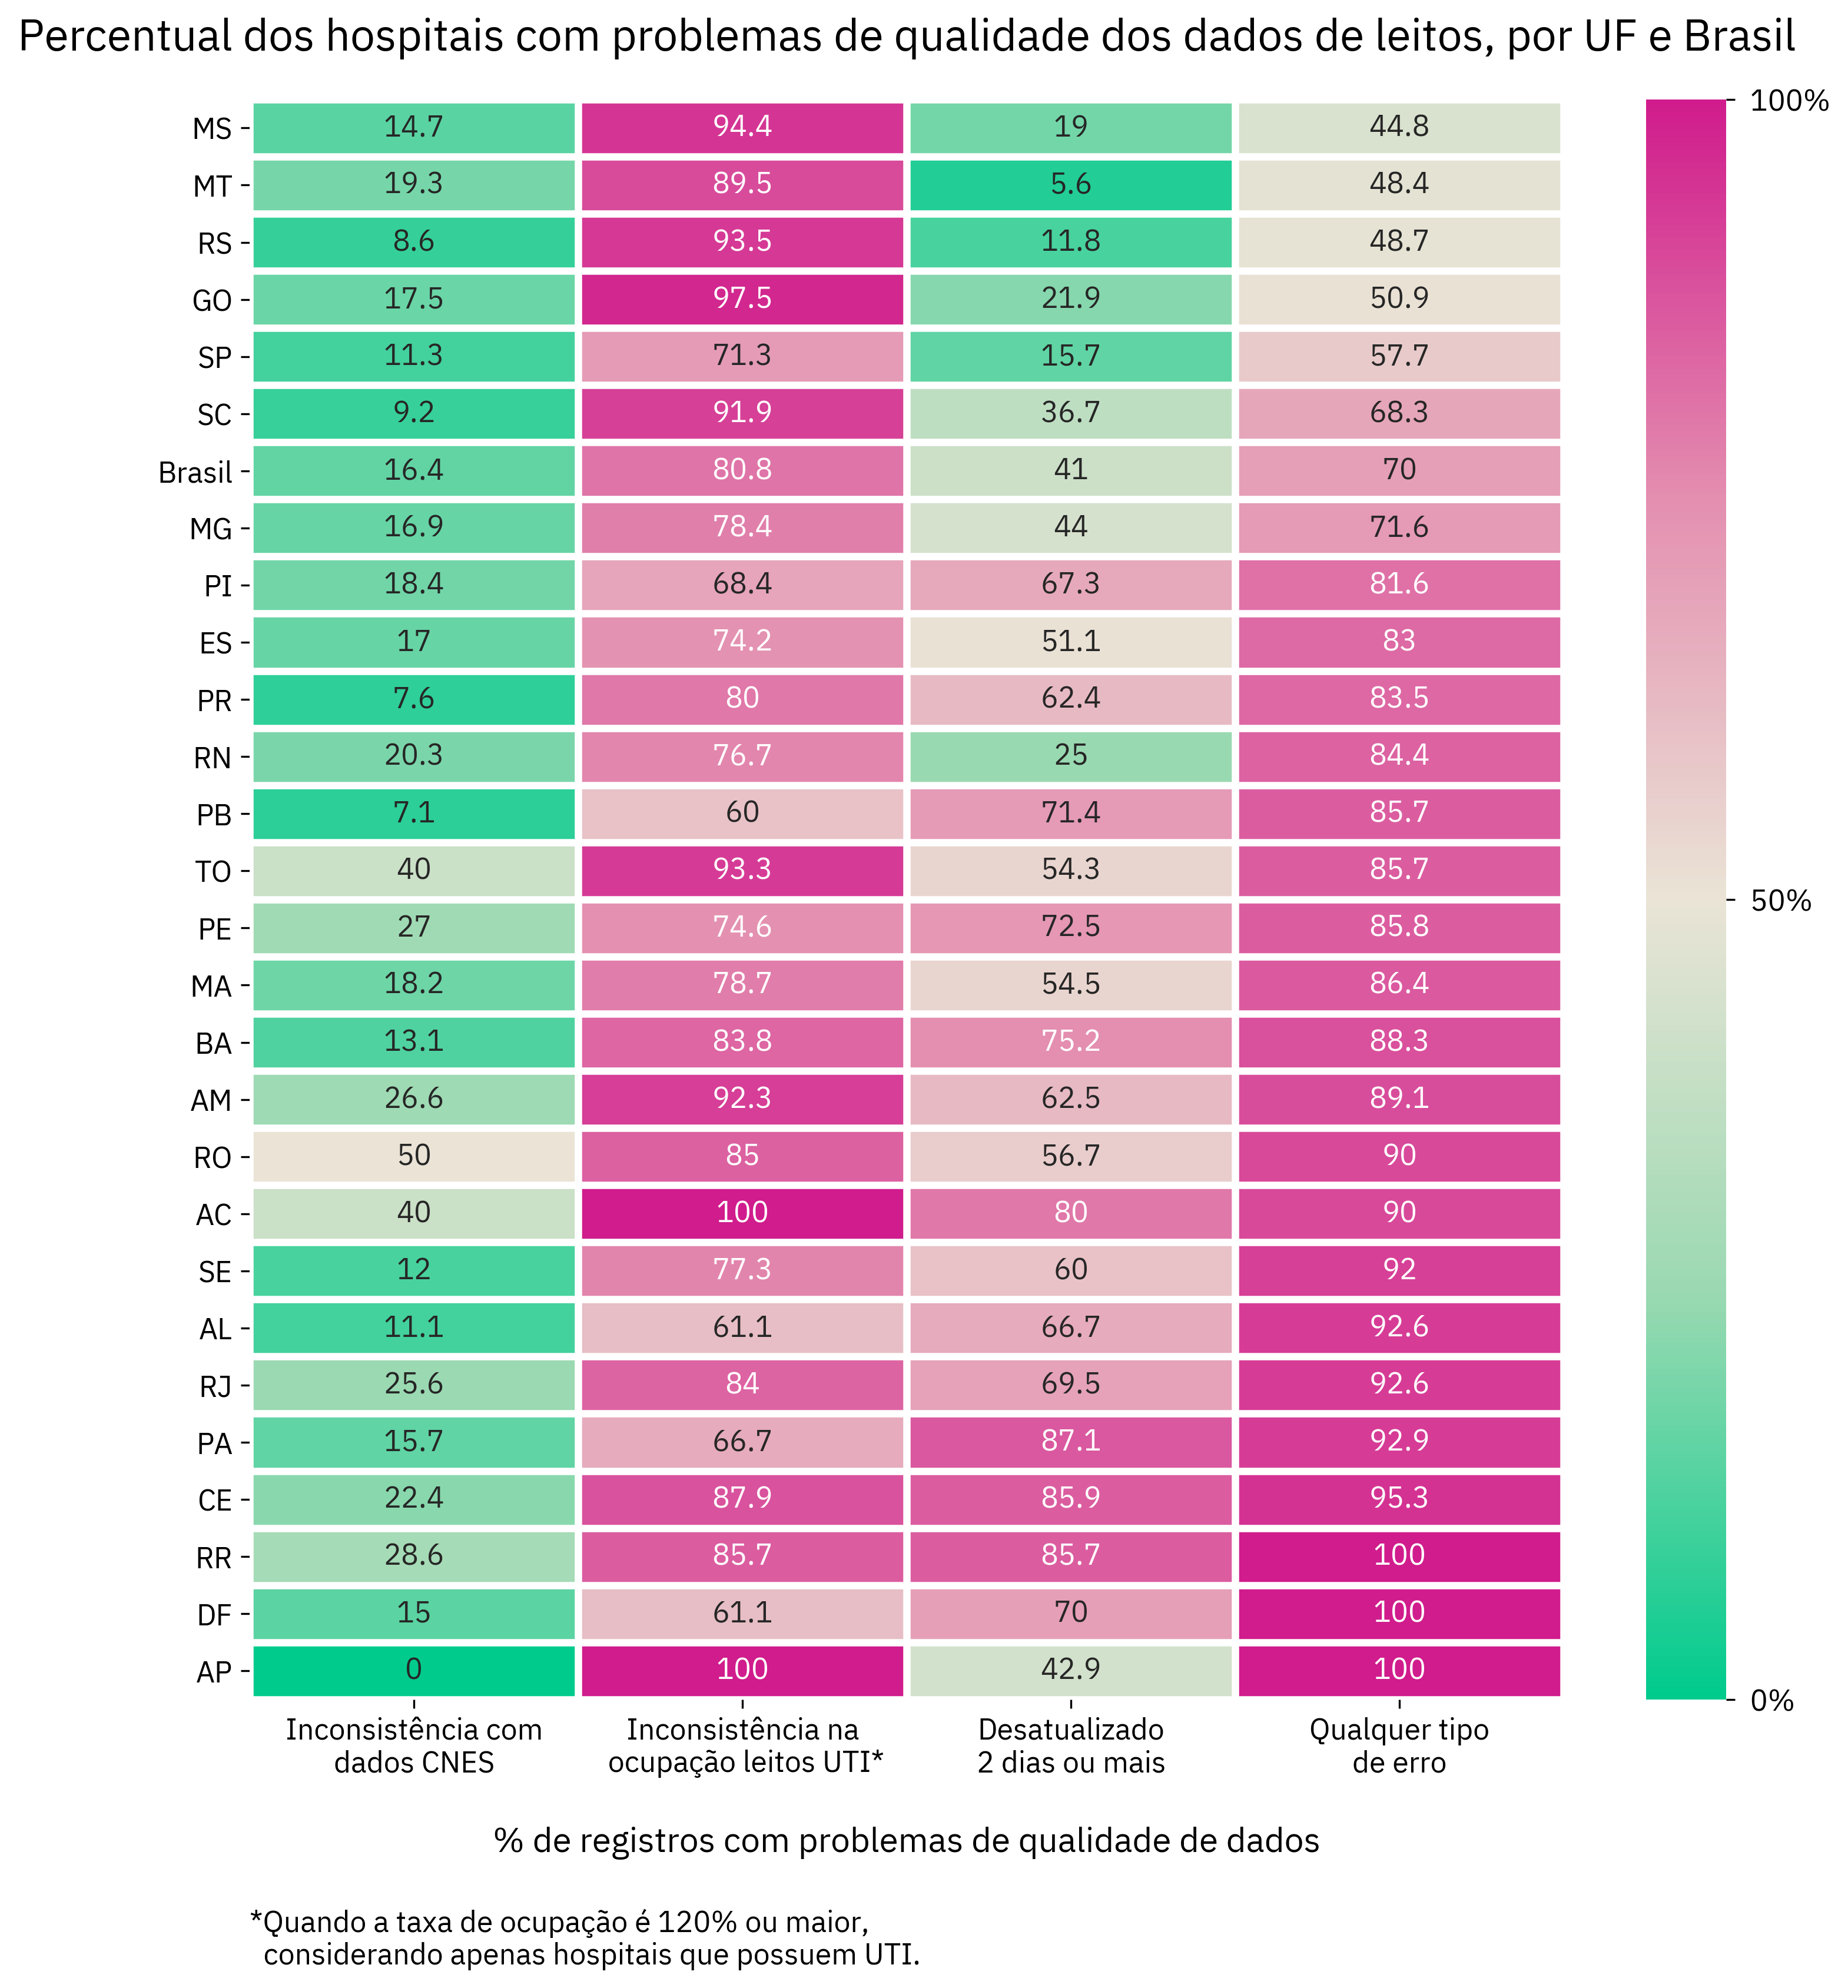 Percentual dos hospitais com problemas de qualidade dos dados de leitos, por UF e Brasil
MS 14.7 94.4 19 44.8
MT 19.3 89.5 5.6 48.4
RS 8.6 93.5 11.8 48.7
GO 17.5 97.5 21.9 50.9
SP 11.3 71.3 15.7 57.7
SC 9.2 91.9 36.7 68.3
Brasil 16.4 80.8 41 70
MG 16.9 78.4 44 71.6
PI 18.4 68.4 67.3 81.6
ES 17 74.2 51.1 83
PR 7.6 80 62.4 83.5
RN 20.3 76.7 25 84.4
PB 7.1 60 71.4 85.7
TO 40 93.3 54.3 85.7
PE 27 74.6 72.5 85.8
MA 18.2 78.7 54.5 86.4
BA 13.1 83.8 75.2 88.3
AM 26.6 92.3 62.5 89.1
RO 50 85 56.7 90
AC 40 100 80 90
SE 12 77.3 60 92
AL 11.1 61.1 66.7 92.6
RJ 25.6 84 69.5 92.6
PA 15.7 66.7 87.1 92.9
CE 22.4 87.9 85.9 95.3
RR 28.6 85.7 85.7 100
DF 15 61.1 70 100
AP 0 100 42.9 100
Inconsistência com
dados CNES
Inconsistência na
ocupação leitos UTI*
Desatualizado
2 dias ou mais
Qualquer tipo
de erro
% de registros com problemas de qualidade de dados
*Quando a taxa de ocupação é 120% ou maior,
considerando apenas hospitais que possuem UTI.
100%
50%
0%